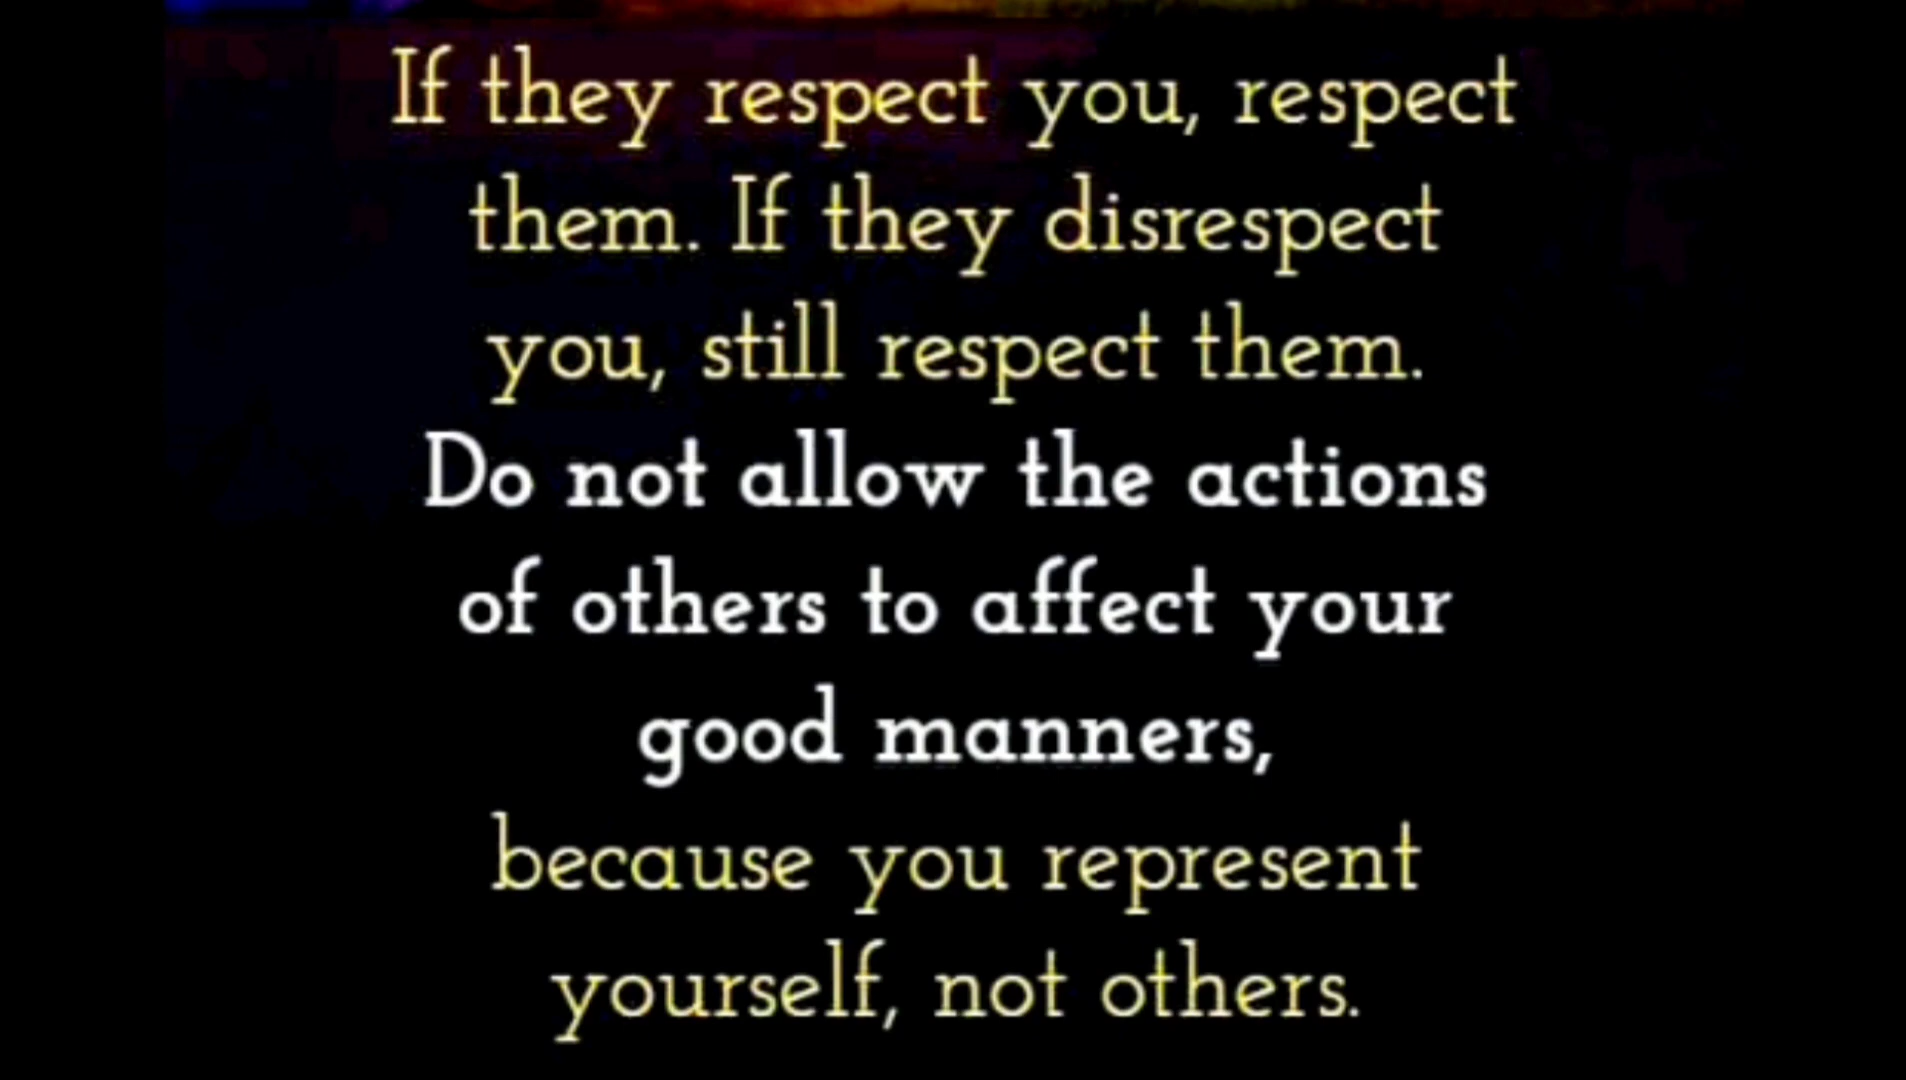 If they respect you, respect
them. If they disrespect
you, still respect them.
Do not allow the actions
of others to affect your
good manners,
because you represent
yourself, not others.